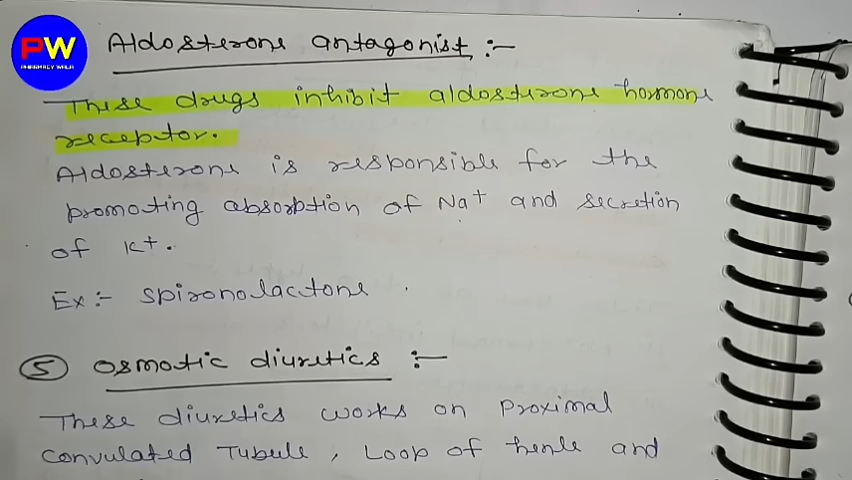 PW
PHARMACY WALA
Aldosterone antagonist :-
These drugs inhibit aldosterone hormone
receptor.
Aldosterone is responsible for the
promoting absorption of Na+ and secretion
of K+.
Ex:- spironolactone
5 Osmotic diuretics :-
These diuretics works on Proximal
convulated Tubule, Loop of henle and